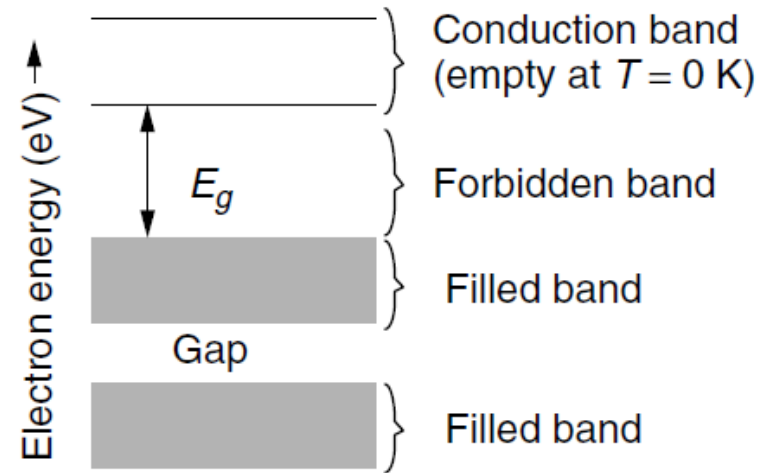 Conduction band
(empty at T = 0 K)
Electron energy (eV)
E_g
Forbidden band
Filled band
Gap
Filled band